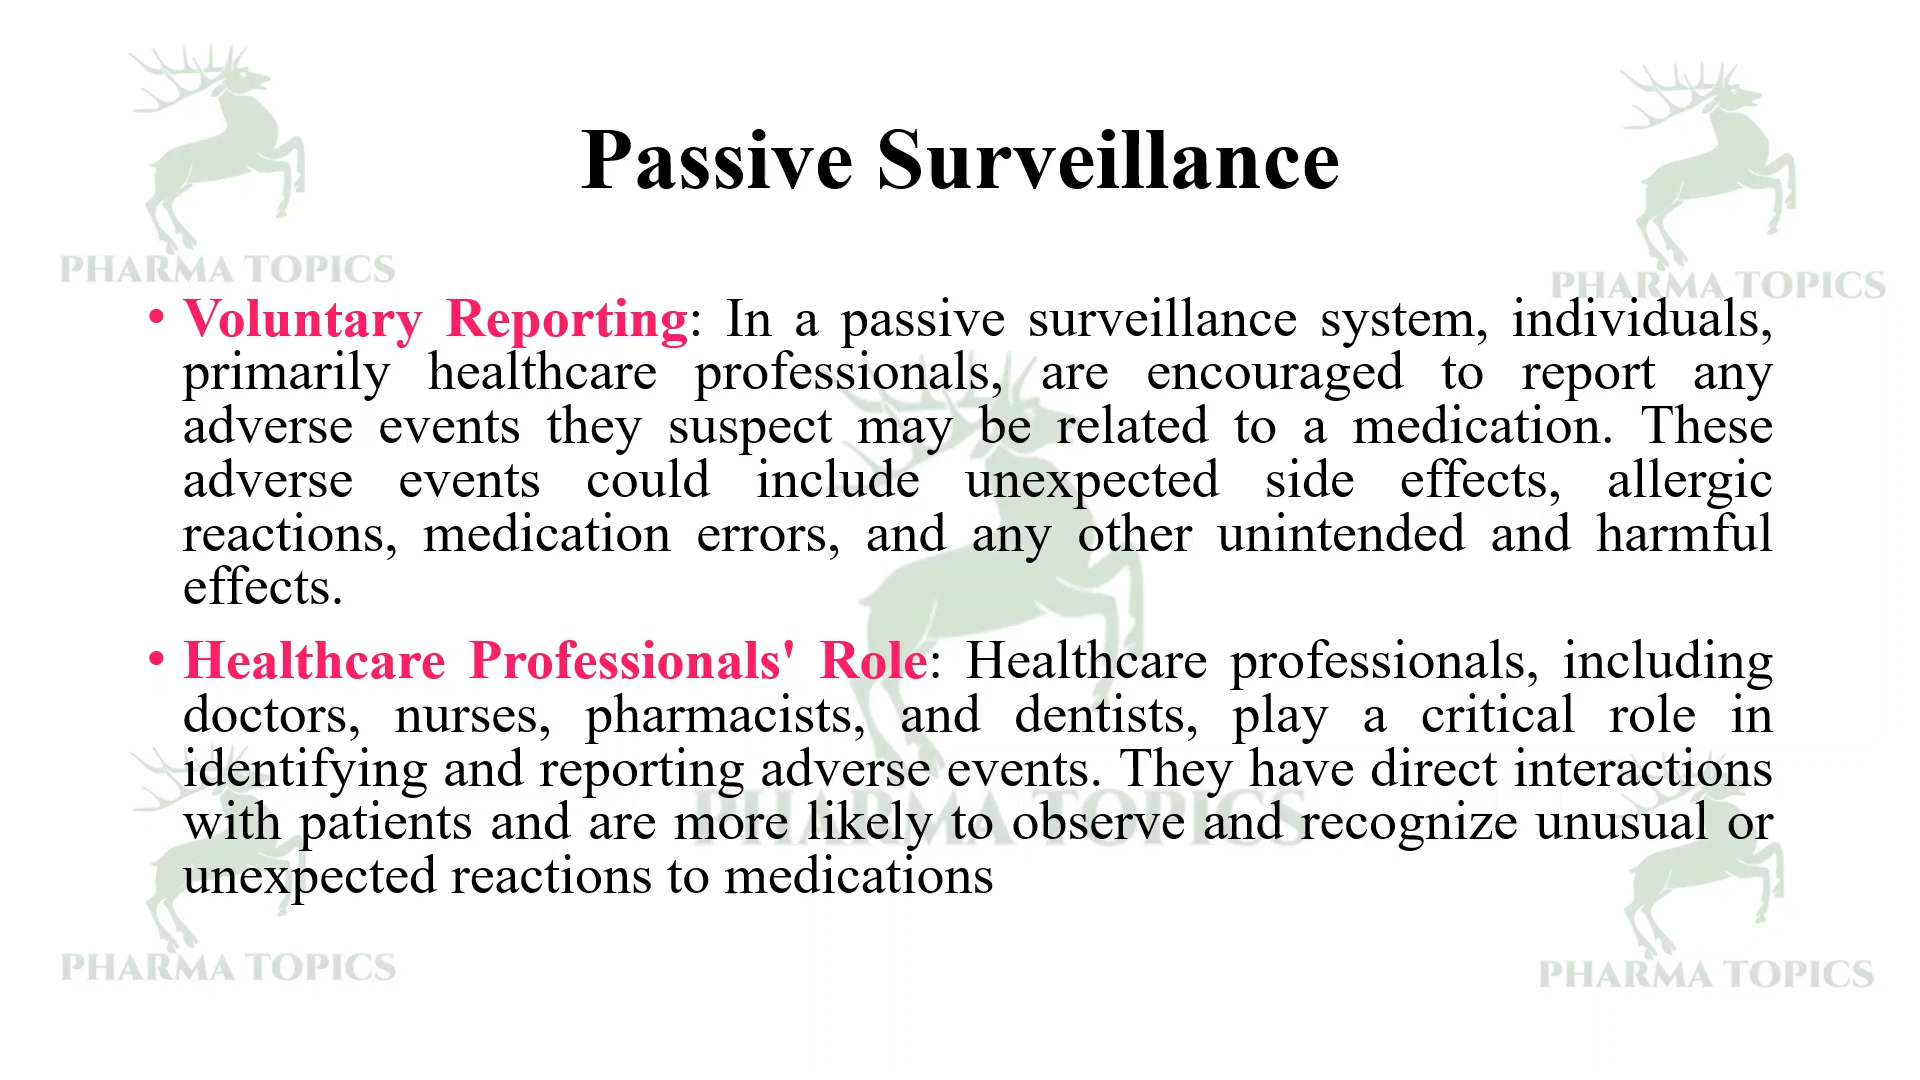 PHARMA TOPICS
PHARMA TOPICS
Passive Surveillance
• Voluntary Reporting: In a passive surveillance system, individuals,
primarily healthcare professionals, are encouraged to report any
adverse events they suspect may be related to a medication. These
adverse events could include unexpected side effects, allergic
reactions, medication errors, and any other unintended and harmful
effects.
• Healthcare Professionals' Role: Healthcare professionals, including
doctors, nurses, pharmacists, and dentists, play a critical role in
identifying and reporting adverse events. They have direct interactions
with patients and are more likely to observe and recognize unusual or
unexpected reactions to medications
PHARMA TOPICS
PHARMA TOPICS
PHARMA TOPICS